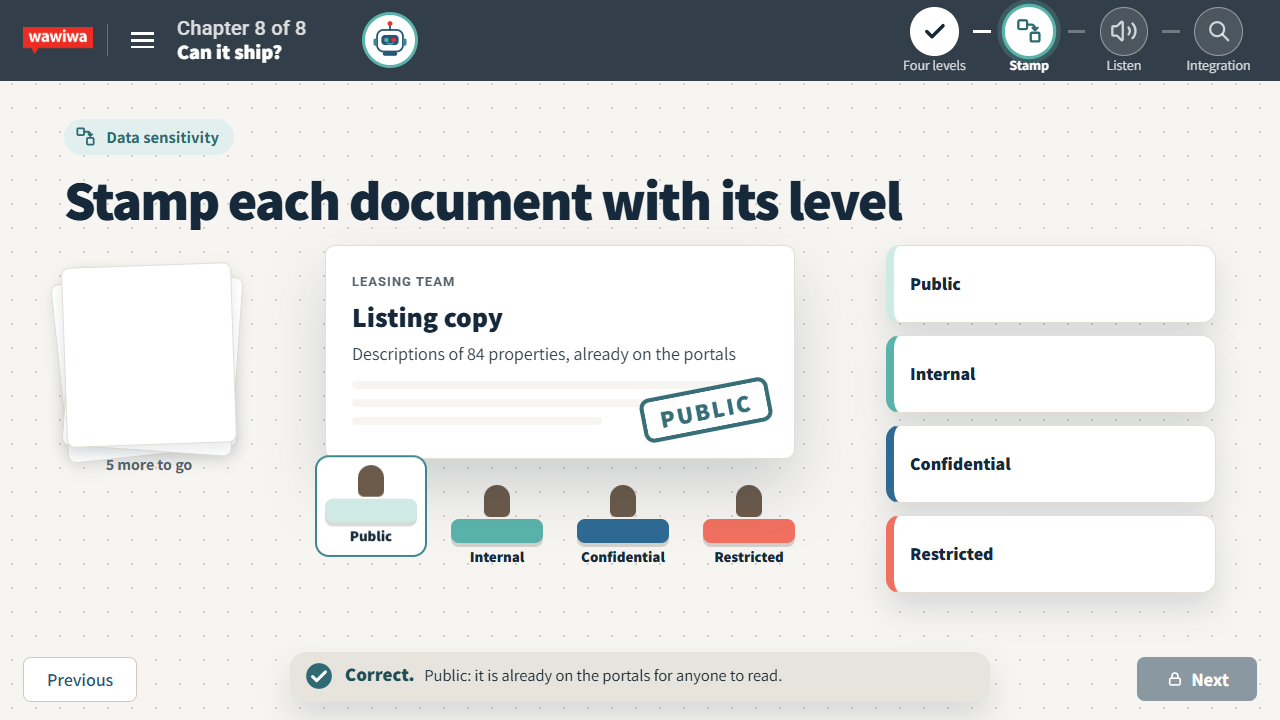 wawiwa
Chapter 8 of 8
Can it ship?
Four levels
Stamp
Listen
Integration
Data sensitivity
Stamp each document with its level
5 more to go
LEASING TEAM
Listing copy
Descriptions of 84 properties, already on the portals
PUBLIC
Public
Internal
Confidential
Restricted
Public
Internal
Confidential
Restricted
Previous
Correct. Public: it is already on the portals for anyone to read.
Next